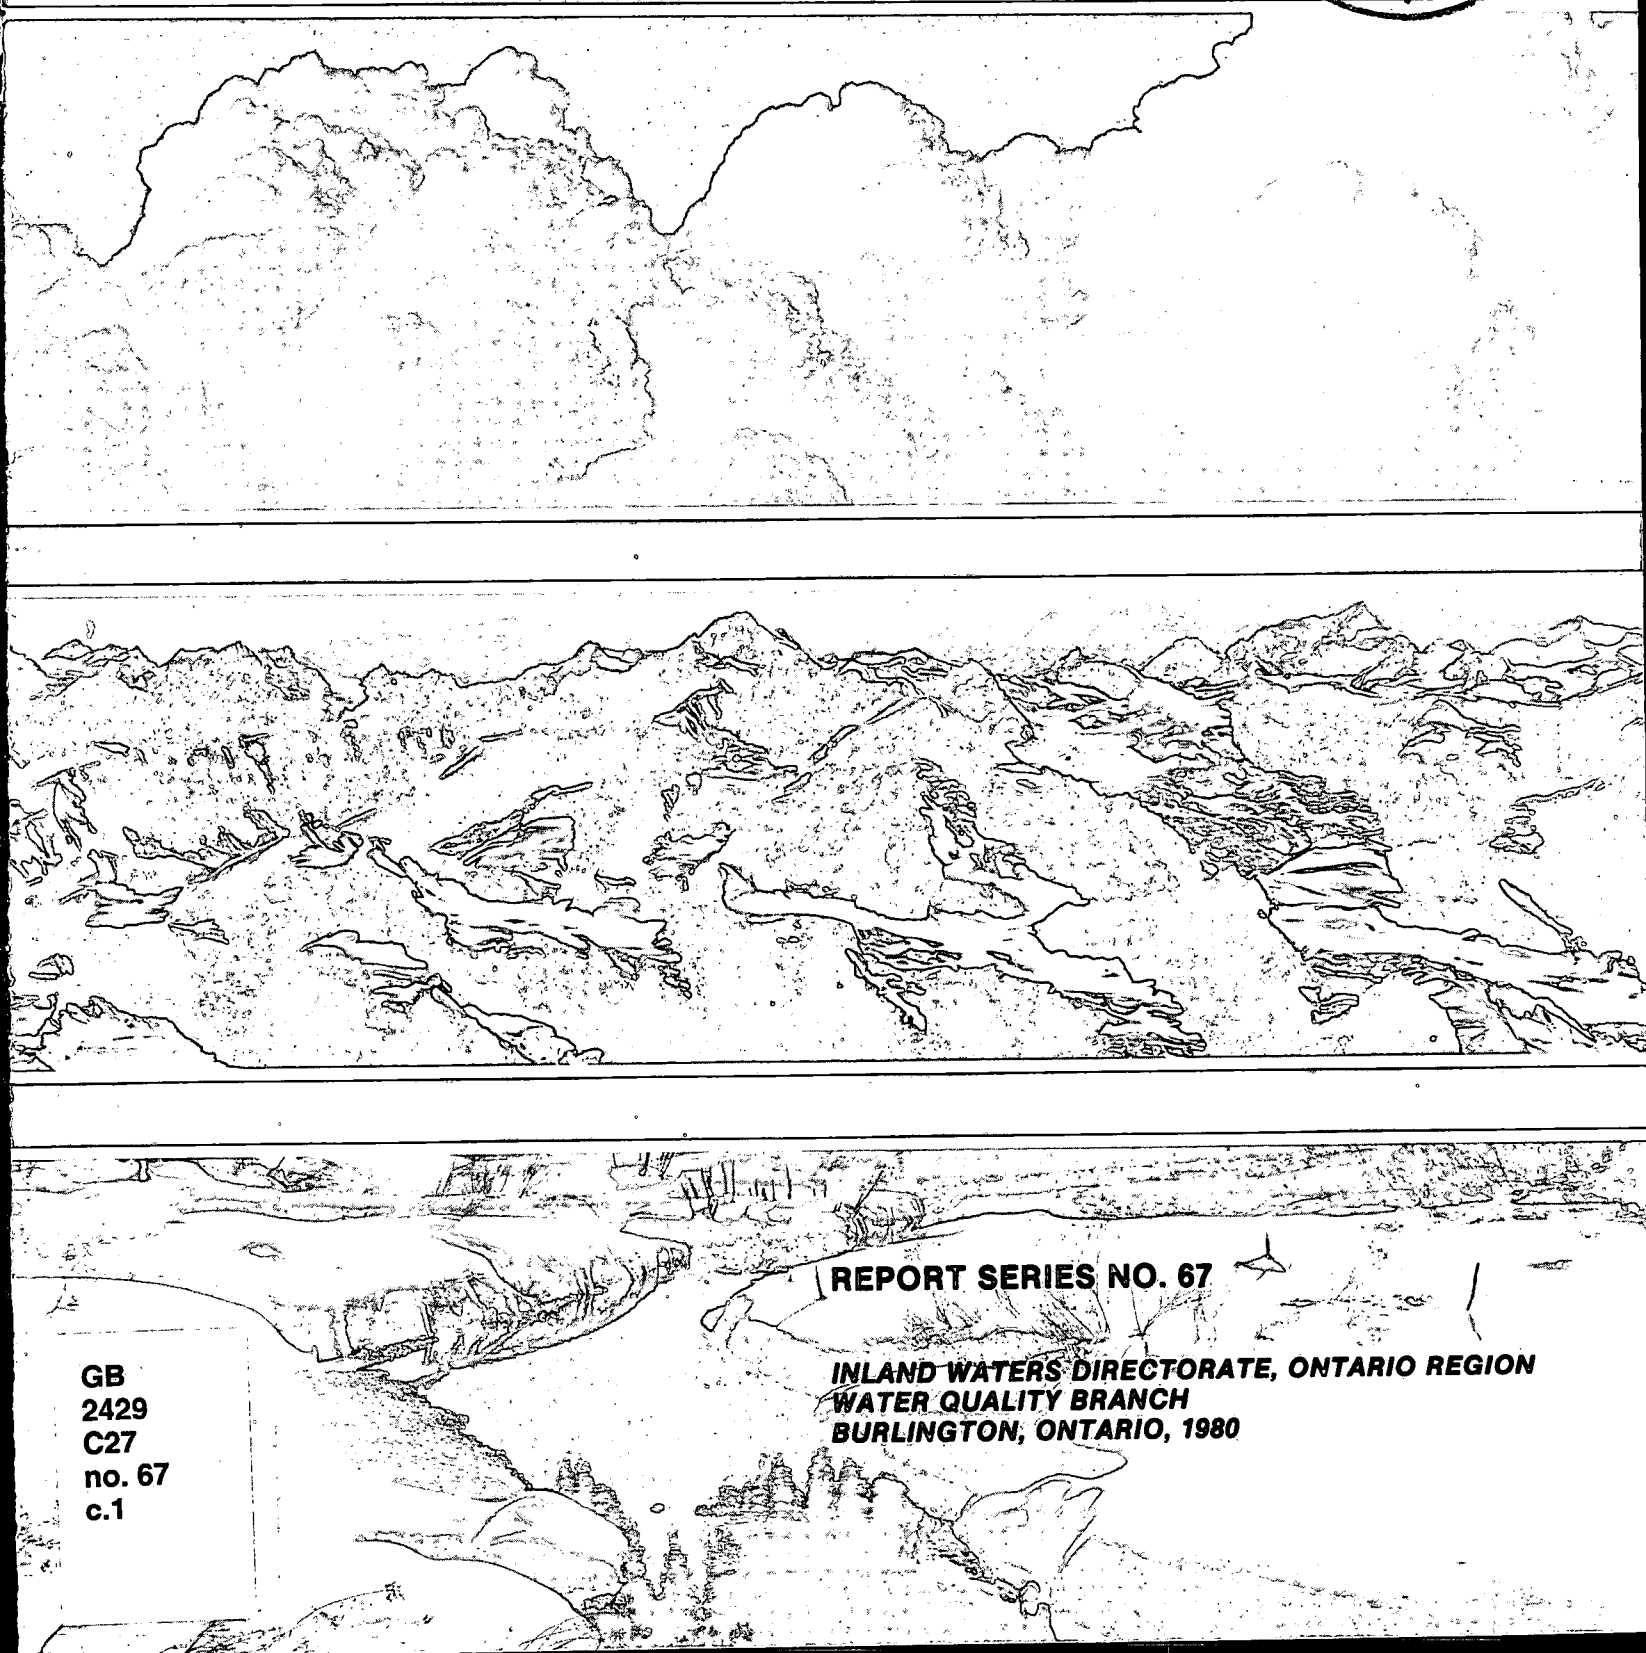 REPORT SERIES NO. 67
INLAND WATERS DIRECTORATE, ONTARIO REGION
WATER QUALITY BRANCH
BURLINGTON, ONTARIO, 1980
GB
2429
C27
no. 67
c.1